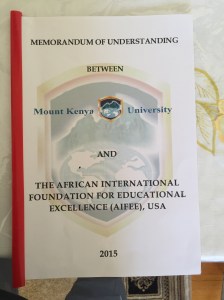 MEMORANDUM OF UNDERSTANDING
BETWEEN
Mount Kenya University
AND
THE AFRICAN INTERNATIONAL
FOUNDATION FOR EDUCATIONAL
EXCELLENCE (AIFEE), USA
2015